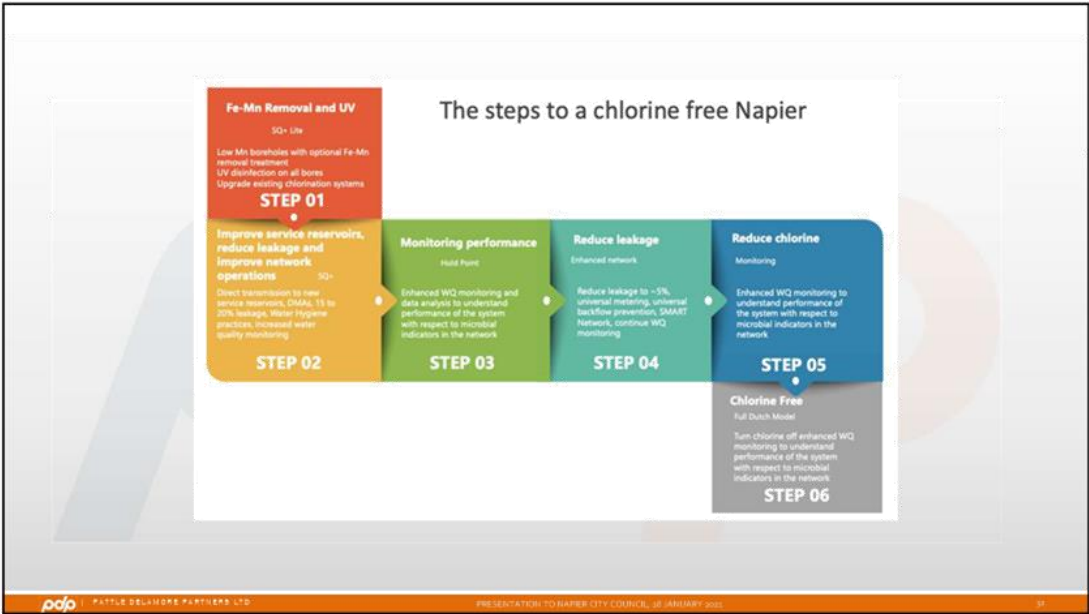 The steps to a chlorine free Napier
Fe-Mn Removal and UV
SQ+ Lite
Low Mn boreholes with optional Fe-Mn
removal treatment
UV disinfection on all bores
Upgrade existing chlorination systems
STEP 01
Improve service reservoirs,
reduce leakage and
improve network
operations SQ+
Direct transmission to new
service reservoirs, DMAs, 15 to
20% leakage, Water Hygiene
practices, increased water
quality monitoring
STEP 02
Monitoring performance
Hold Point
Enhanced WQ monitoring and
data analysis to understand
performance of the system
with respect to microbial
indicators in the network
STEP 03
Reduce leakage
Enhanced network
Reduce leakage to ~5%,
universal metering, universal
backflow prevention, SMART
Network, continue WQ
monitoring
STEP 04
Reduce chlorine
Monitoring
Enhanced WQ monitoring to
understand performance of
the system with respect to
microbial indicators in the
network
STEP 05
Chlorine Free
Full Dutch Model
Turn chlorine off enhanced WQ
monitoring to understand
performance of the system
with respect to microbial
indicators in the network
STEP 06
pdp PATTLE DELAMORE PARTNERS LTD
PRESENTATION TO NAPIER CITY COUNCIL, 28 JANUARY 2021